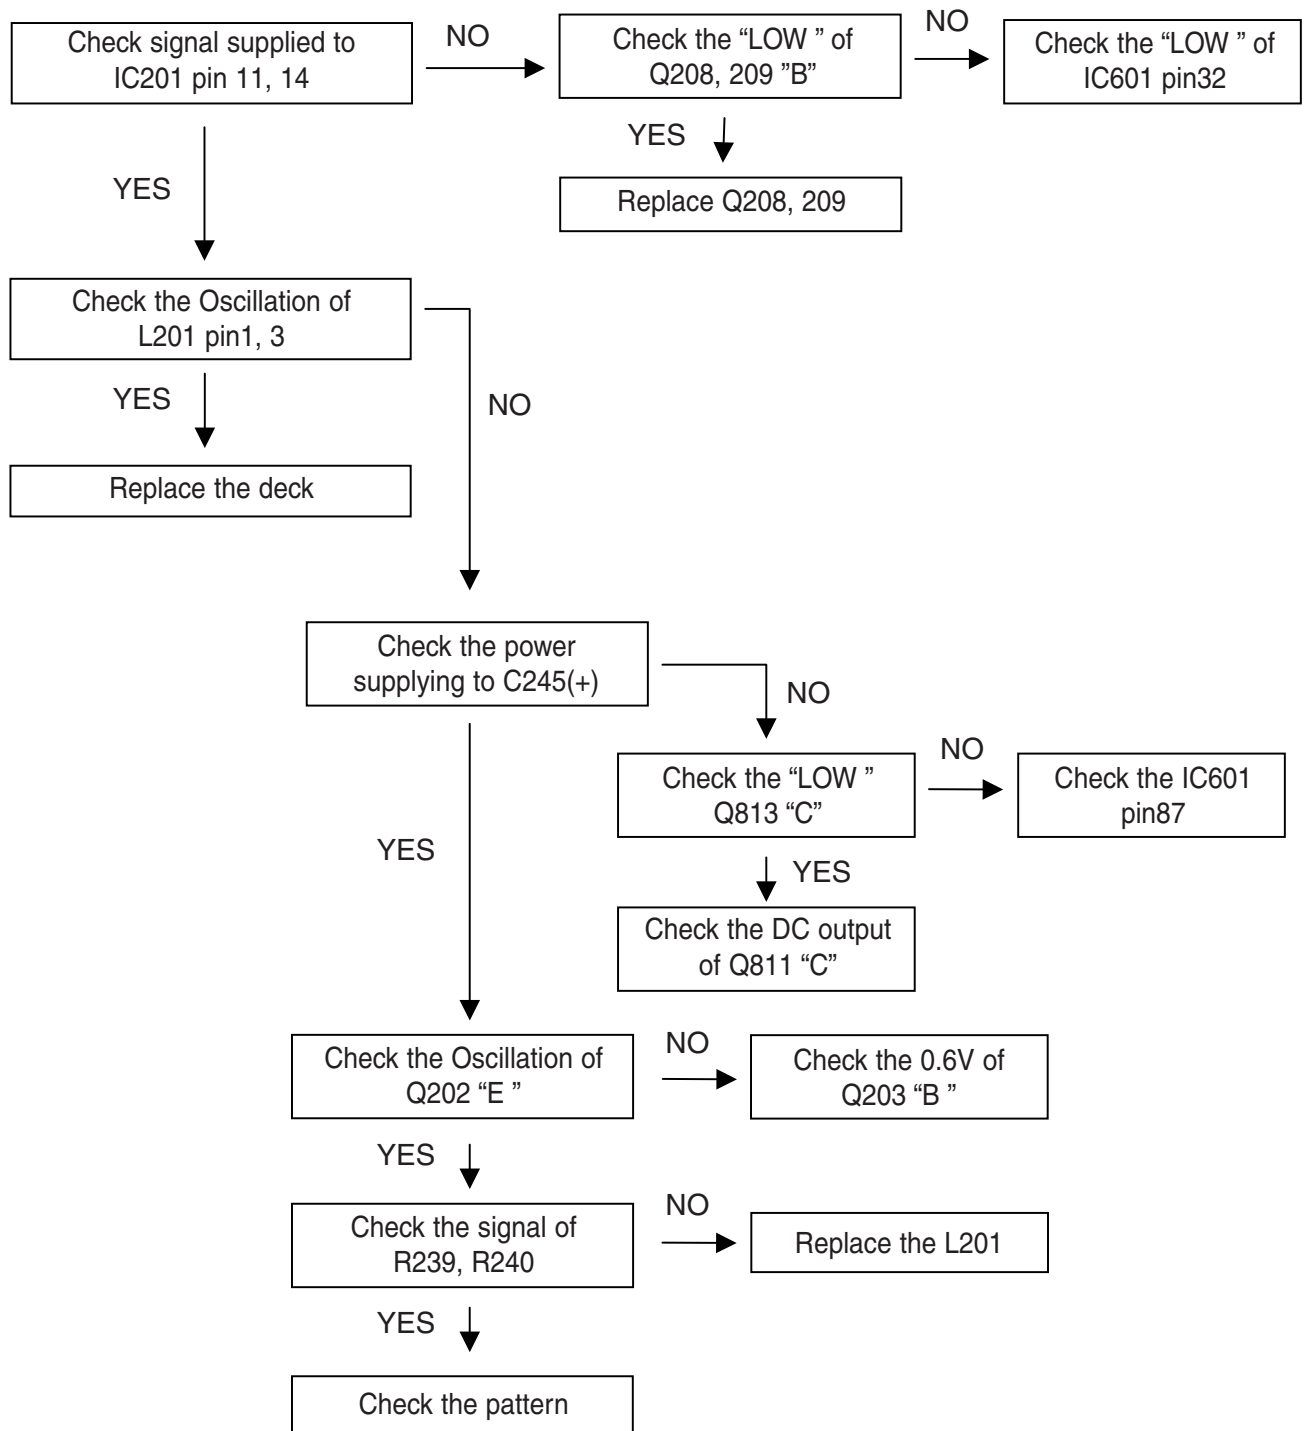 Check signal supplied to
IC201 pin 11, 14
NO
Check the “LOW ” of
Q208, 209 ”B”
NO
Check the “LOW ” of
IC601 pin32
YES
Replace Q208, 209
YES
Check the Oscillation of
L201 pin1, 3
YES
NO
Replace the deck
Check the power
supplying to C245(+)
NO
Check the “LOW ”
Q813 “C”
NO
Check the IC601
pin87
YES
YES
Check the DC output
of Q811 “C”
Check the Oscillation of
Q202 “E ”
NO
Check the 0.6V of
Q203 “B ”
YES
Check the signal of
R239, R240
NO
Replace the L201
YES
Check the pattern